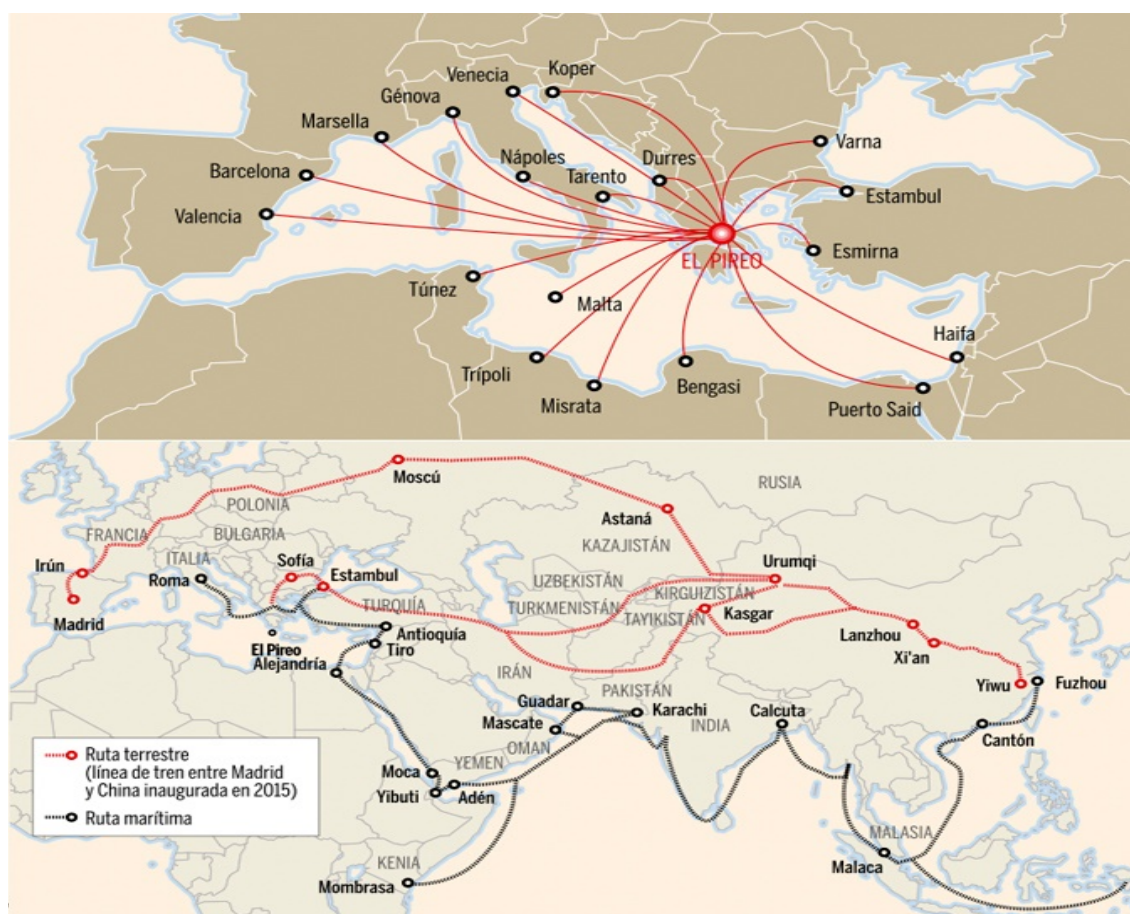 Venecia
Koper
Génova
Marsella
Varna
Nápoles
Durres
Barcelona
Tarento
Estambul
Valencia
EL PIREO
Esmirna
Túnez
Malta
Haifa
Trípoli
Bengasi
Misrata
Puerto Said
Moscú
RUSIA
POLONIA
Astaná
FRANCIA
BULGARIA
KAZAJISTÁN
ITALIA
Irún
Sofía
Urumqi
Roma
Estambul
UZBEKISTÁN
KIRGUIZISTÁN
TURQUÍA
TURKMENISTÁN
Kasgar
Madrid
TAYIKISTÁN
Antioquía
Lanzhou
El Pireo
Tiro
Xi'an
Alejandría
IRÁN
Yiwu
Fuzhou
PAKISTÁN
Guadar
Karachi
Calcuta
Mascate
INDIA
Cantón
OMAN
Ruta terrestre
(línea de tren entre Madrid
y China inaugurada en 2015)
YEMEN
Moca
Yibuti
Adén
Ruta marítima
MALASIA
KENIA
Malaca
Mombrasa